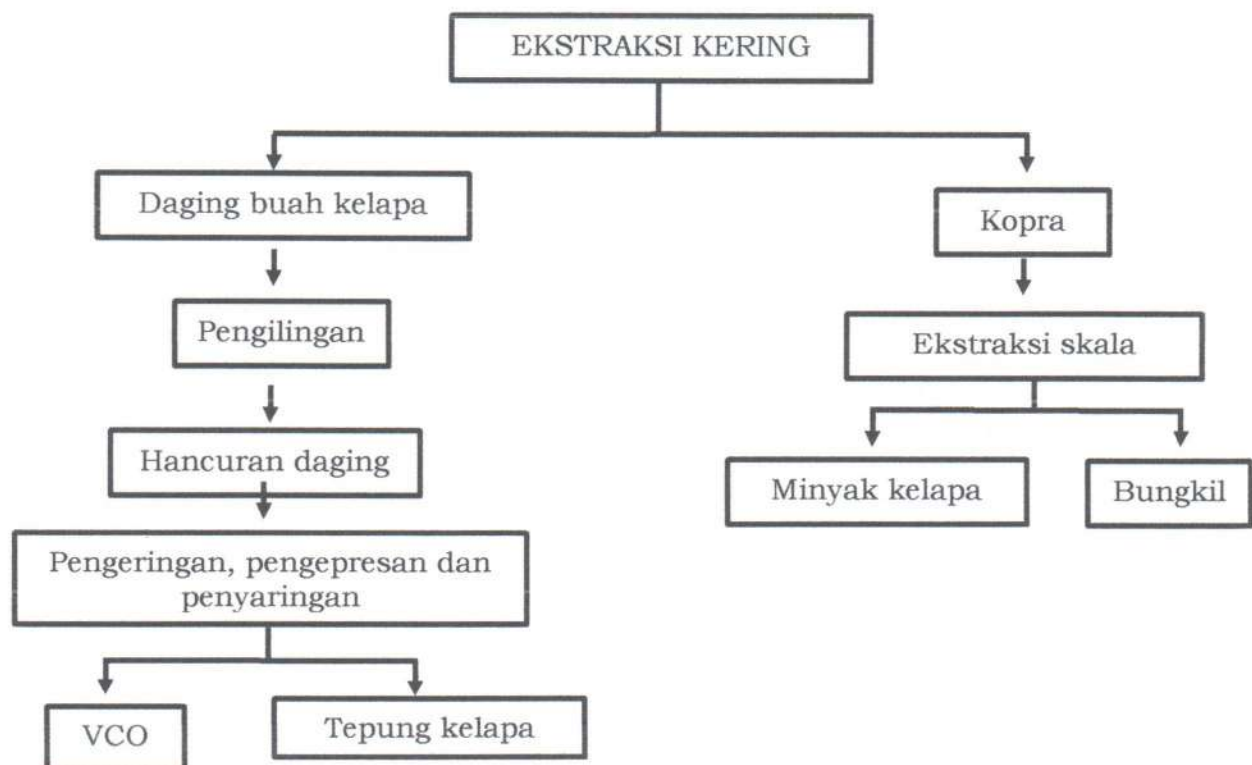 EKSTRAKSI KERING
Daging buah kelapa
Kopra
Pengilingan
Ekstraksi skala
Hancuran daging
Minyak kelapa
Bungkil
Pengeringan, pengepresan dan
penyaringan
VCO
Tepung kelapa